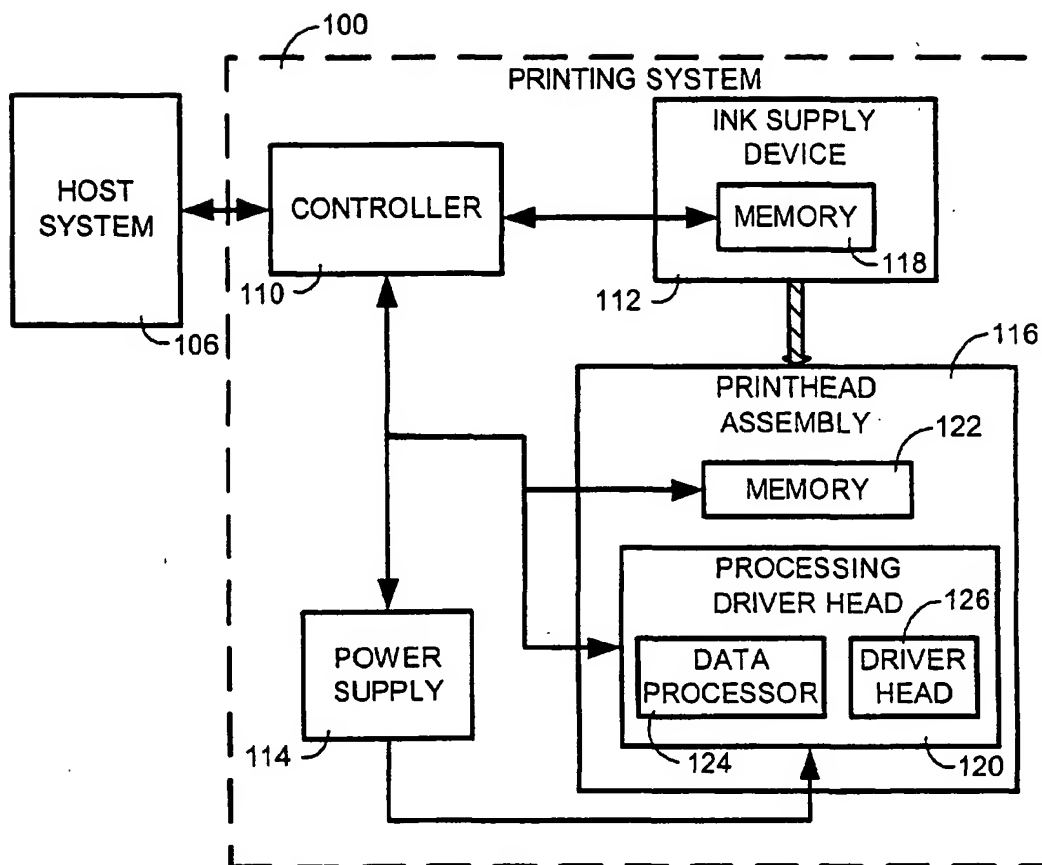 100
PRINTING SYSTEM
HOST
SYSTEM
106
CONTROLLER
110
INK SUPPLY
DEVICE
MEMORY
118
112
116
PRINTHEAD
ASSEMBLY
122
MEMORY
PROCESSING
DRIVER HEAD
126
DATA
PROCESSOR
DRIVER
HEAD
124
120
POWER
SUPPLY
114